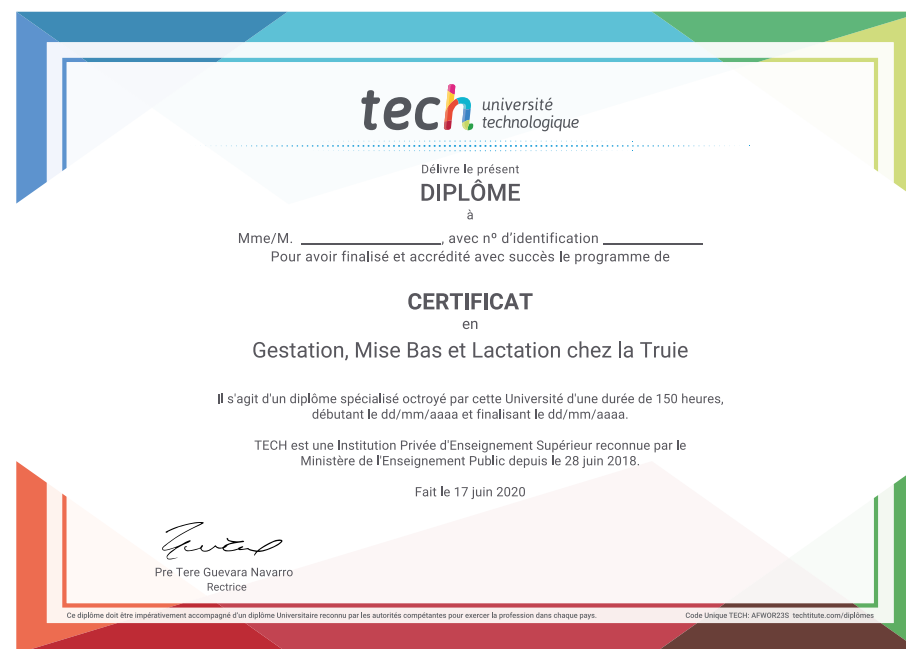 tech université
technologique
Délivre le présent
DIPLÔME
à
Mme/M. ____________________, avec nº d'identification ______________
Pour avoir finalisé et accrédité avec succès le programme de
CERTIFICAT
en
Gestation, Mise Bas et Lactation chez la Truie
Il s'agit d'un diplôme spécialisé octroyé par cette Université d'une durée de 150 heures,
débutant le dd/mm/aaaa et finalisant le dd/mm/aaaa.
TECH est une Institution Privée d'Enseignement Supérieur reconnue par le
Ministère de l'Enseignement Public depuis le 28 juin 2018.
Fait le 17 juin 2020
Pre Tere Guevara Navarro
Rectrice
Ce diplôme doit être impérativement accompagné d'un diplôme Universitaire reconnu par les autorités compétantes pour exercer la profession dans chaque pays. Code Unique TECH: AFWOR23S techtitute.com/diplômes